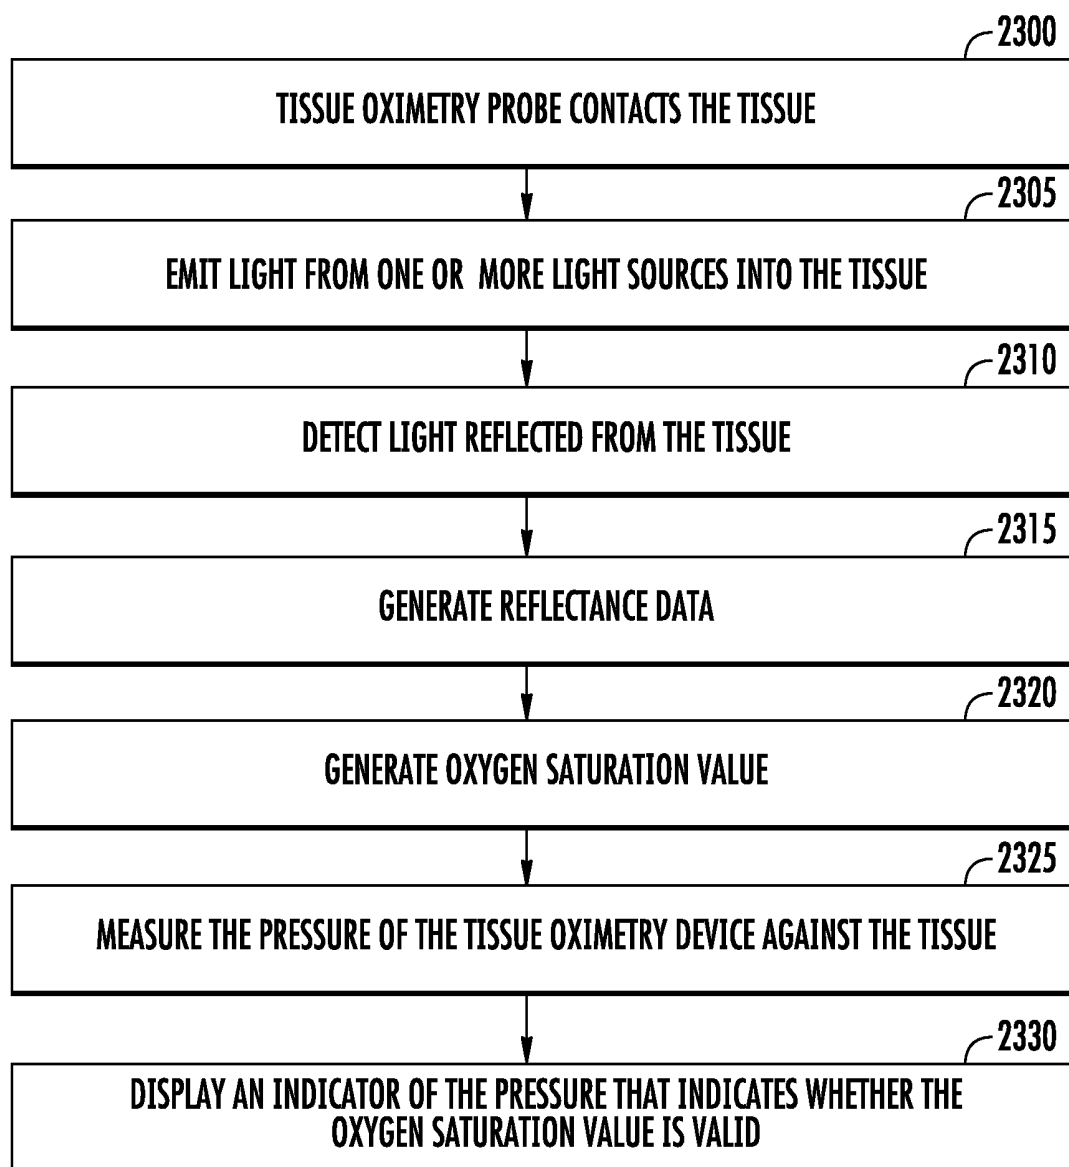 2300
TISSUE OXIMETRY PROBE CONTACTS THE TISSUE
2305
EMIT LIGHT FROM ONE OR MORE LIGHT SOURCES INTO THE TISSUE
2310
DETECT LIGHT REFLECTED FROM THE TISSUE
2315
GENERATE REFLECTANCE DATA
2320
GENERATE OXYGEN SATURATION VALUE
2325
MEASURE THE PRESSURE OF THE TISSUE OXIMETRY DEVICE AGAINST THE TISSUE
2330
DISPLAY AN INDICATOR OF THE PRESSURE THAT INDICATES WHETHER THE
OXYGEN SATURATION VALUE IS VALID